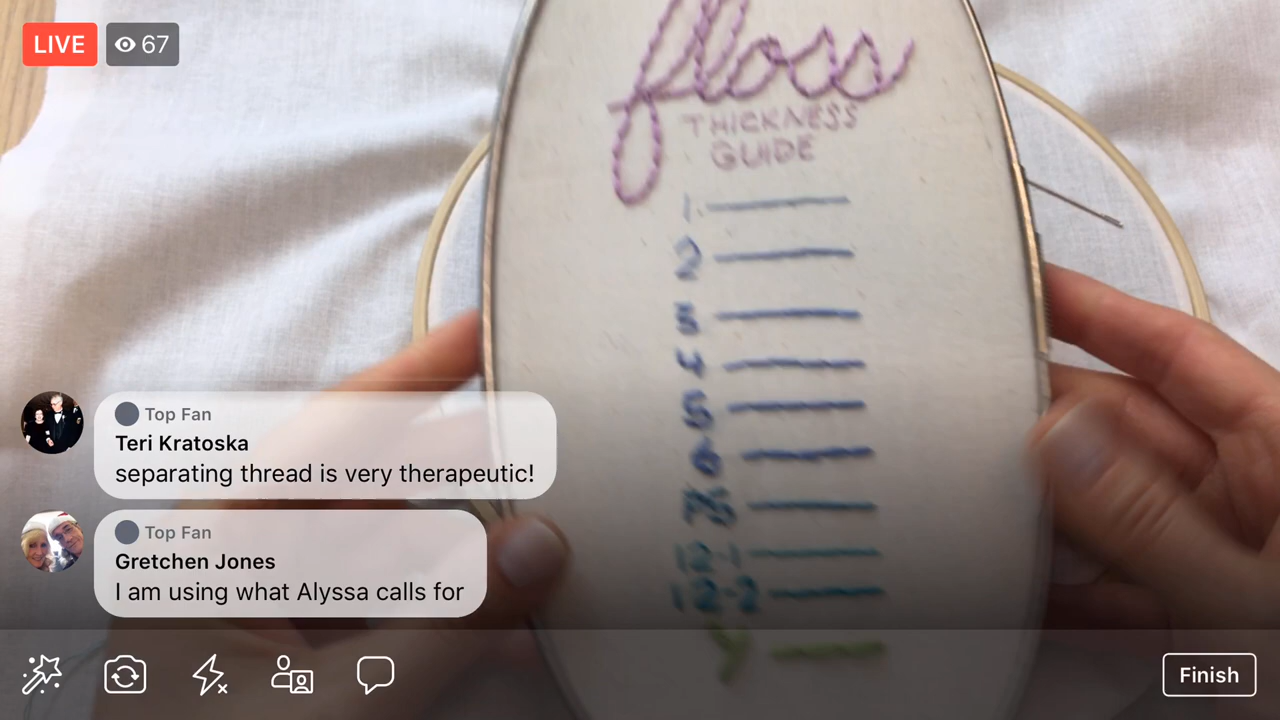 LIVE
67
floss
THICKNESS
GUIDE
1
2
3
4
5
6
12-1
12-2
Y
Top Fan
Teri Kratoska
separating thread is very therapeutic!
Top Fan
Gretchen Jones
I am using what Alyssa calls for
Finish